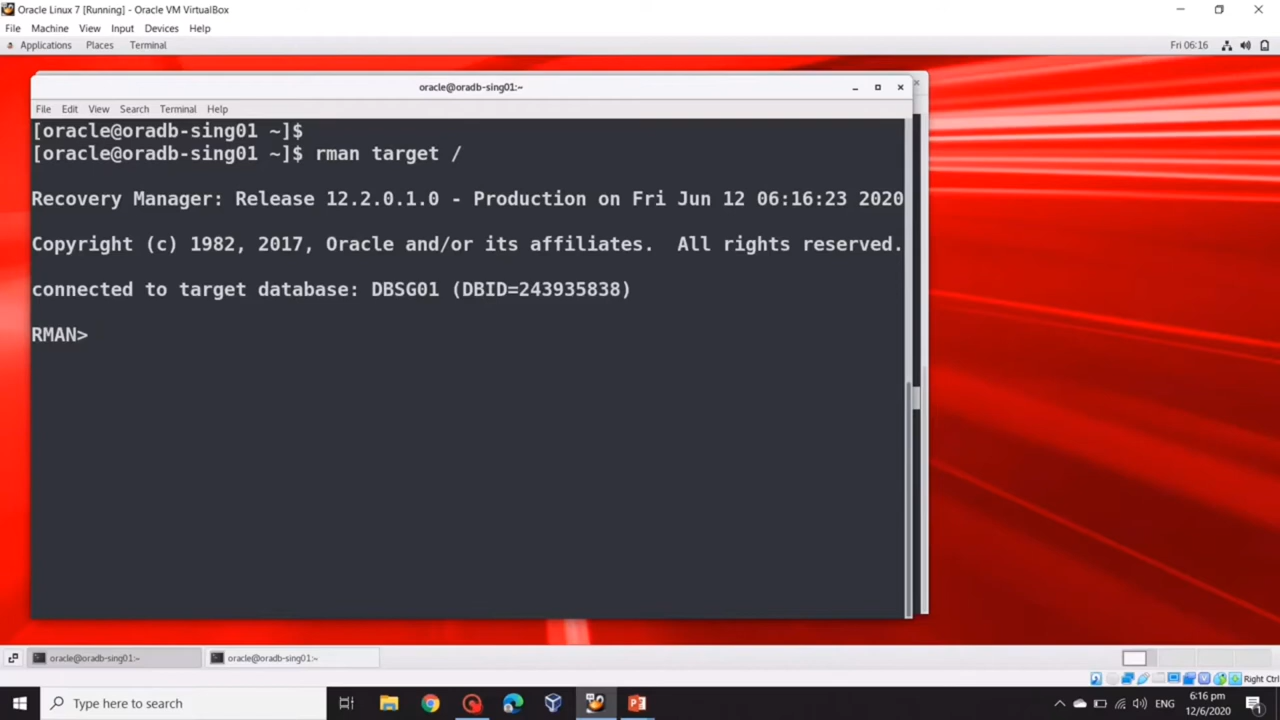 Oracle Linux 7 [Running] - Oracle VM VirtualBox
File Machine View Input Devices Help
Applications Places Terminal Fri 06:16
oracle@oradb-sing01:~
File Edit View Search Terminal Help
[oracle@oradb-sing01 ~]$
[oracle@oradb-sing01 ~]$ rman target /
Recovery Manager: Release 12.2.0.1.0 - Production on Fri Jun 12 06:16:23 2020
Copyright (c) 1982, 2017, Oracle and/or its affiliates.  All rights reserved.
connected to target database: DBSG01 (DBID=243935838)
RMAN>
oracle@oradb-sing01:~ oracle@oradb-sing01:~
Right Ctrl
Type here to search ENG 6:16 pm
12/6/2020 1